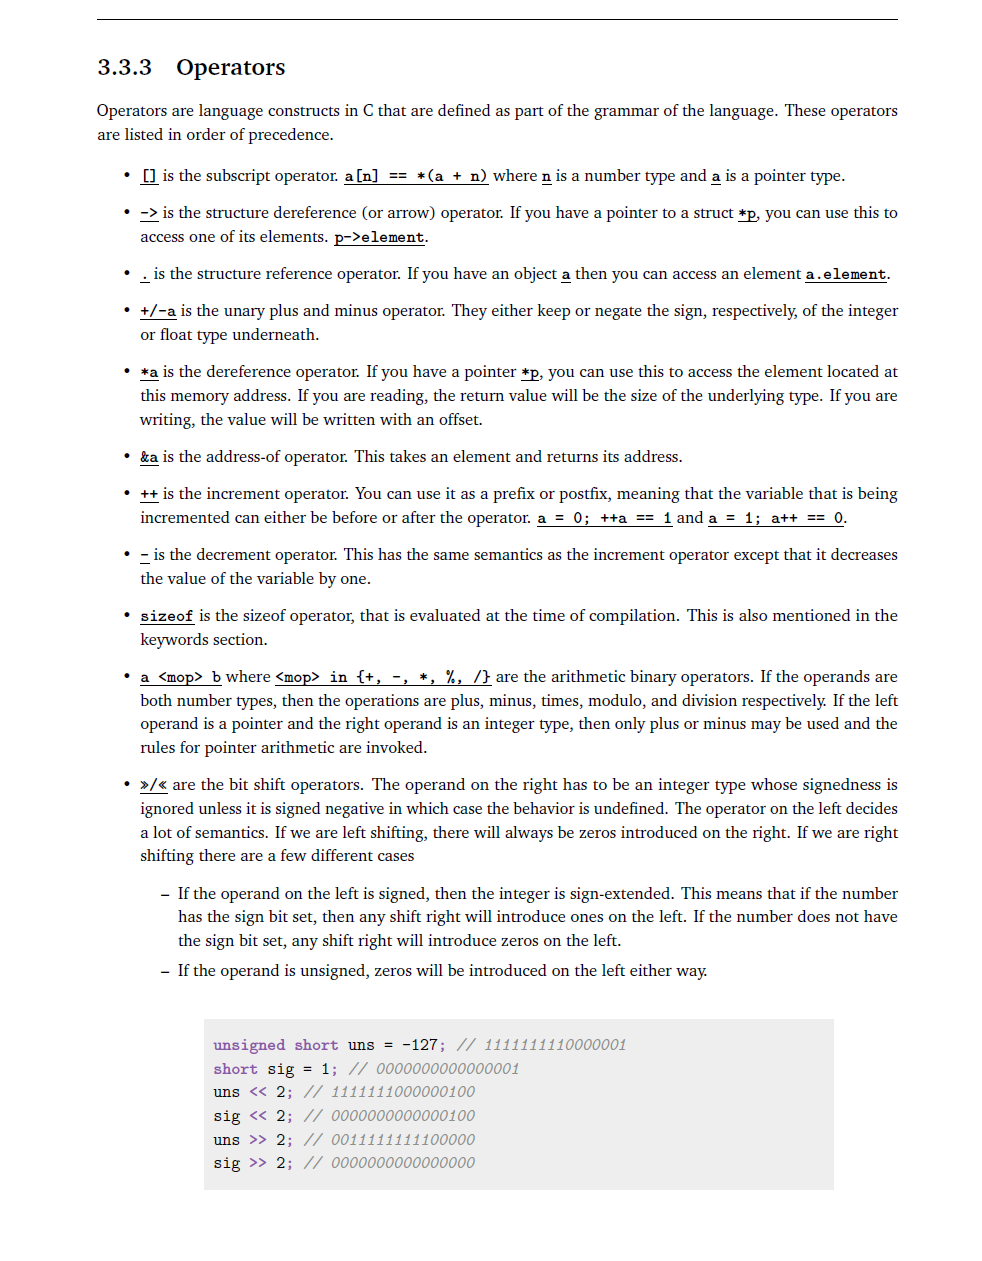 3.3.3 Operators
Operators are language constructs in C that are defined as part of the grammar of the language. These operators
are listed in order of precedence.
• [] is the subscript operator. a[n] == *(a + n) where n is a number type and a is a pointer type.
• -> is the structure dereference (or arrow) operator. If you have a pointer to a struct *p, you can use this to
access one of its elements. p->element.
• . is the structure reference operator. If you have an object a then you can access an element a.element.
• +/-a is the unary plus and minus operator. They either keep or negate the sign, respectively, of the integer
or float type underneath.
• *a is the dereference operator. If you have a pointer *p, you can use this to access the element located at
this memory address. If you are reading, the return value will be the size of the underlying type. If you are
writing, the value will be written with an offset.
• &a is the address-of operator. This takes an element and returns its address.
• ++ is the increment operator. You can use it as a prefix or postfix, meaning that the variable that is being
incremented can either be before or after the operator. a = 0; ++a == 1 and a = 1; a++ == 0.
• - is the decrement operator. This has the same semantics as the increment operator except that it decreases
the value of the variable by one.
• sizeof is the sizeof operator, that is evaluated at the time of compilation. This is also mentioned in the
keywords section.
• a <mop> b where <mop> in {+, -, *, %, /} are the arithmetic binary operators. If the operands are
both number types, then the operations are plus, minus, times, modulo, and division respectively. If the left
operand is a pointer and the right operand is an integer type, then only plus or minus may be used and the
rules for pointer arithmetic are invoked.
• »/« are the bit shift operators. The operand on the right has to be an integer type whose signedness is
ignored unless it is signed negative in which case the behavior is undefined. The operator on the left decides
a lot of semantics. If we are left shifting, there will always be zeros introduced on the right. If we are right
shifting there are a few different cases
– If the operand on the left is signed, then the integer is sign-extended. This means that if the number
has the sign bit set, then any shift right will introduce ones on the left. If the number does not have
the sign bit set, any shift right will introduce zeros on the left.
– If the operand is unsigned, zeros will be introduced on the left either way.
unsigned short uns = -127; // 1111111110000001
short sig = 1; // 0000000000000001
uns << 2; // 1111111000000100
sig << 2; // 0000000000000100
uns >> 2; // 0011111111100000
sig >> 2; // 0000000000000000